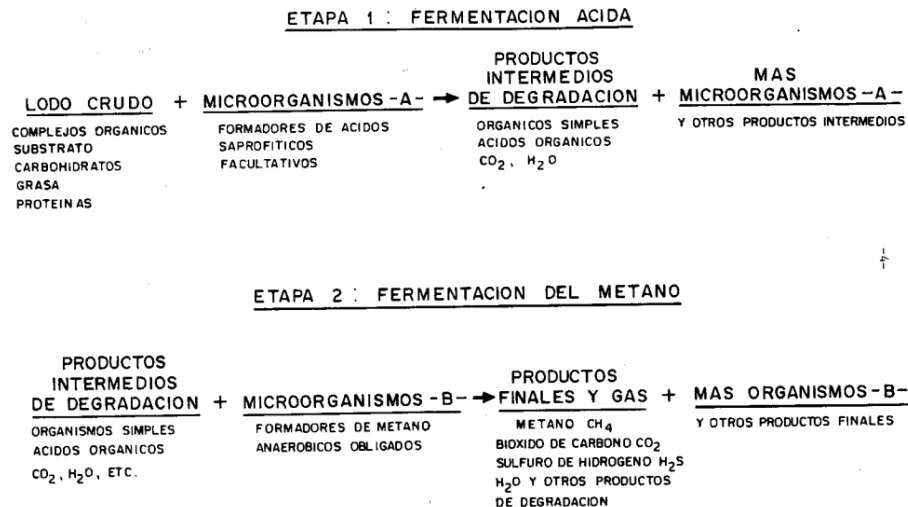 ETAPA 1 : FERMENTACION ACIDA
LODO CRUDO + MICROORGANISMOS -A- → PRODUCTOS INTERMEDIOS DE DEGRADACION + MAS MICROORGANISMOS -A-
COMPLEJOS ORGANICOS
SUBSTRATO
CARBOHIDRATOS
GRASA
PROTEINAS
FORMADORES DE ACIDOS
SAPROFITICOS
FACULTATIVOS
ORGANICOS SIMPLES
ACIDOS ORGANICOS
CO₂, H₂O
Y OTROS PRODUCTOS INTERMEDIOS
-4-
ETAPA 2 : FERMENTACION DEL METANO
PRODUCTOS INTERMEDIOS DE DEGRADACION + MICROORGANISMOS -B- → PRODUCTOS FINALES Y GAS + MAS ORGANISMOS -B-
ORGANISMOS SIMPLES
ACIDOS ORGANICOS
CO₂, H₂O, ETC.
FORMADORES DE METANO
ANAEROBICOS OBLIGADOS
METANO CH₄
BIOXIDO DE CARBONO CO₂
SULFURO DE HIDROGENO H₂S
H₂O Y OTROS PRODUCTOS
DE DEGRADACION
Y OTROS PRODUCTOS FINALES